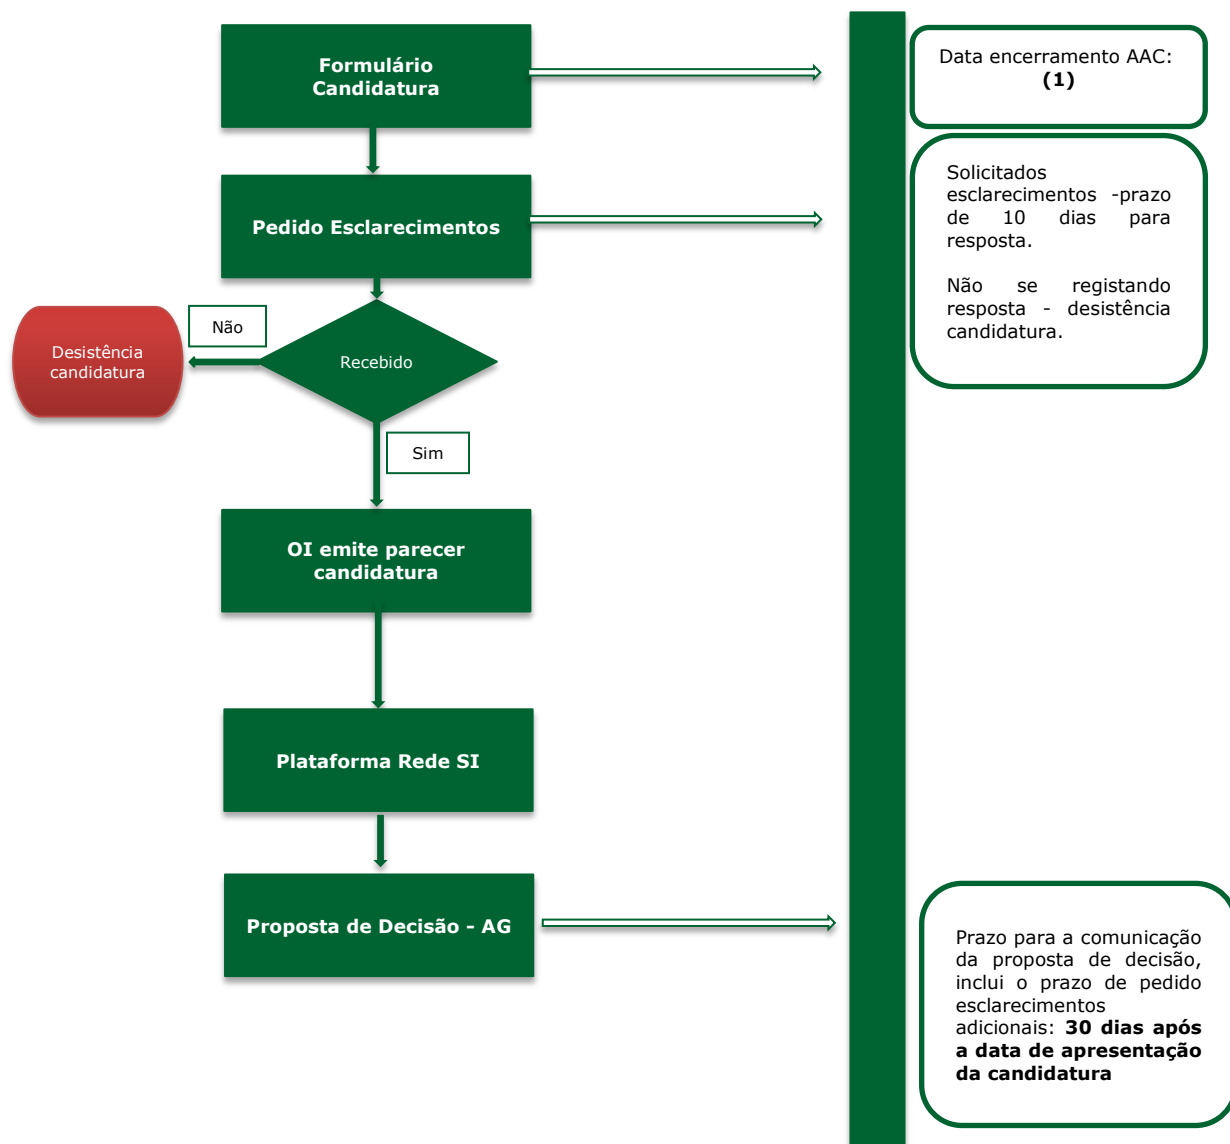 Formulário
Candidatura
Data encerramento AAC:
(1)
Pedido Esclarecimentos
Solicitados
esclarecimentos -prazo
de 10 dias para
resposta.
Não se registando
resposta - desistência
candidatura.
Não
Desistência
candidatura
Recebido
Sim
OI emite parecer
candidatura
Plataforma Rede SI
Proposta de Decisão - AG
Prazo para a comunicação
da proposta de decisão,
inclui o prazo de pedido
esclarecimentos
adicionais: 30 dias após
a data de apresentação
da candidatura